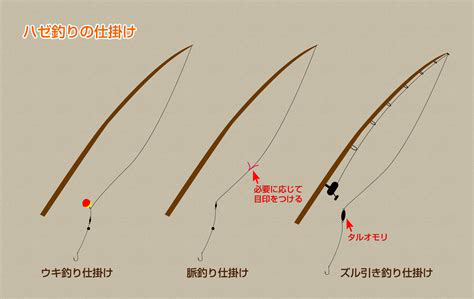 ハゼ釣りの仕掛け
必要に応じて
目印をつける
タルオモリ
ウキ釣り仕掛け
脈釣り仕掛け
ズル引き釣り仕掛け